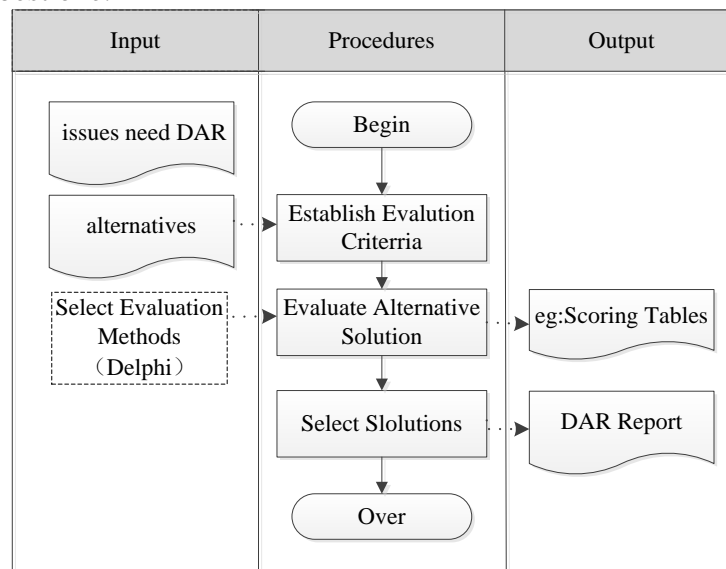 Input
Procedures
Output
issues need DAR
Begin
alternatives
Establish Evalution
Criterria
Select Evaluation
Methods
（Delphi）
Evaluate Alternative
Solution
eg:Scoring Tables
Select Slolutions
DAR Report
Over